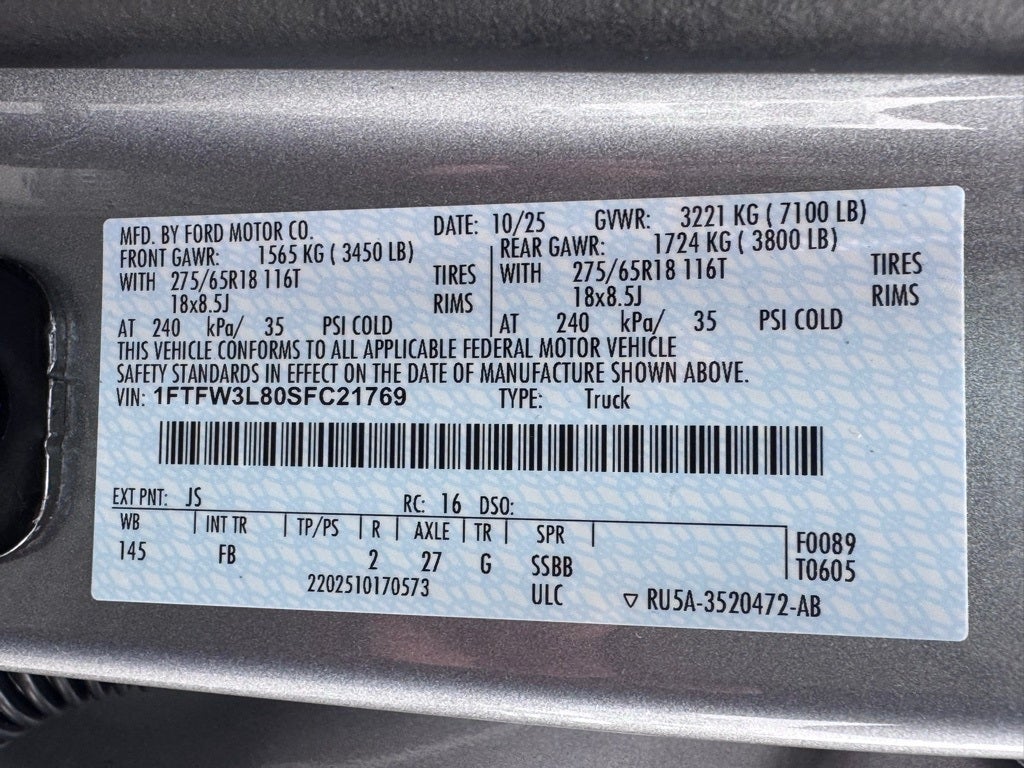 MFD. BY FORD MOTOR CO. DATE: 10/25 GVWR: 3221 KG ( 7100 LB)
FRONT GAWR: 1565 KG ( 3450 LB) REAR GAWR: 1724 KG ( 3800 LB)
WITH 275/65R18 116T TIRES WITH 275/65R18 116T TIRES
18x8.5J RIMS 18x8.5J RIMS
AT 240 kPa/ 35 PSI COLD AT 240 kPa/ 35 PSI COLD
THIS VEHICLE CONFORMS TO ALL APPLICABLE FEDERAL MOTOR VEHICLE
SAFETY STANDARDS IN EFFECT ON THE DATE OF MANUFACTURE SHOWN ABOVE.
VIN: 1FTFW3L80SFC21769 TYPE: Truck
EXT PNT: JS RC: 16 DSO:
WB INT TR TP/PS R AXLE TR SPR F0089
145 FB 2 27 G SSBB T0605
2202510170573 ULC ▽ RU5A-3520472-AB